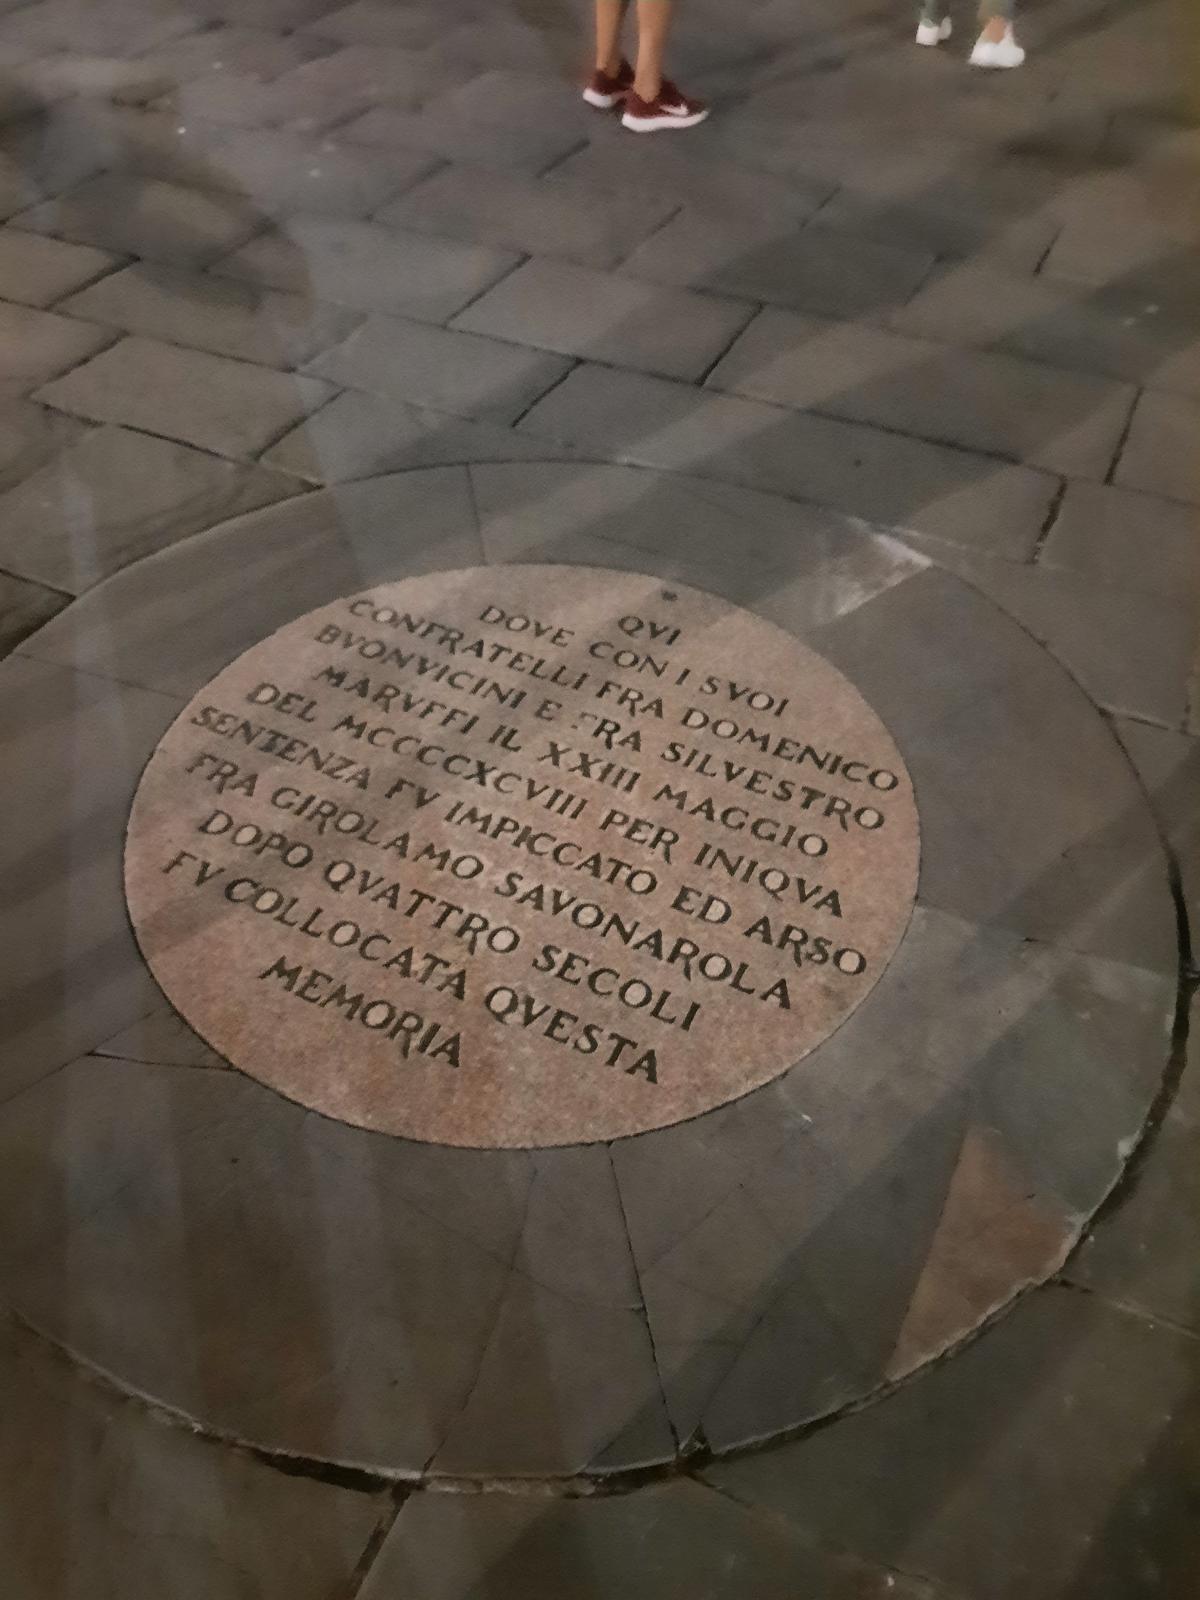 QVI
DOVE CON I SVOI
CONFRATELLI FRA DOMENICO
BVONVICINI E FRA SILVESTRO
MARVFFI IL XXIII MAGGIO
DEL MCCCCXCVIII PER INIQVA
SENTENZA FV IMPICCATO ED ARSO
FRA GIROLAMO SAVONAROLA
DOPO QVATTRO SECOLI
FV COLLOCATA QVESTA
MEMORIA